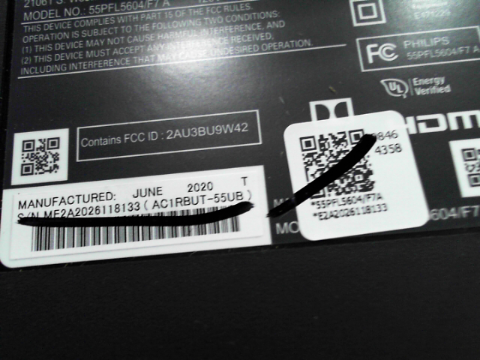 MODEL NO.: 55PFL5604/F7 A
THIS DEVICE COMPLIES WITH PART 15 OF THE FCC RULES.
OPERATION IS SUBJECT TO THE FOLLOWING TWO CONDITIONS:
(1) THIS DEVICE MAY NOT CAUSE HARMFUL INTERFERENCE, AND
(2) THIS DEVICE MUST ACCEPT ANY INTERFERENCE RECEIVED,
INCLUDING INTERFERENCE THAT MAY CAUSE UNDESIRED OPERATION.
FC
PHILIPS
55PFL5604/F7 A
UL
Energy
Verified
HDMI
Contains FCC ID : 2AU3BU9W42
MANUFACTURED: JUNE 2020 T
S/N ME2A2026118133 ( AC1RBUT-55UB )
9846
4358
*55PFL5604/F7A
*E2A2026118133